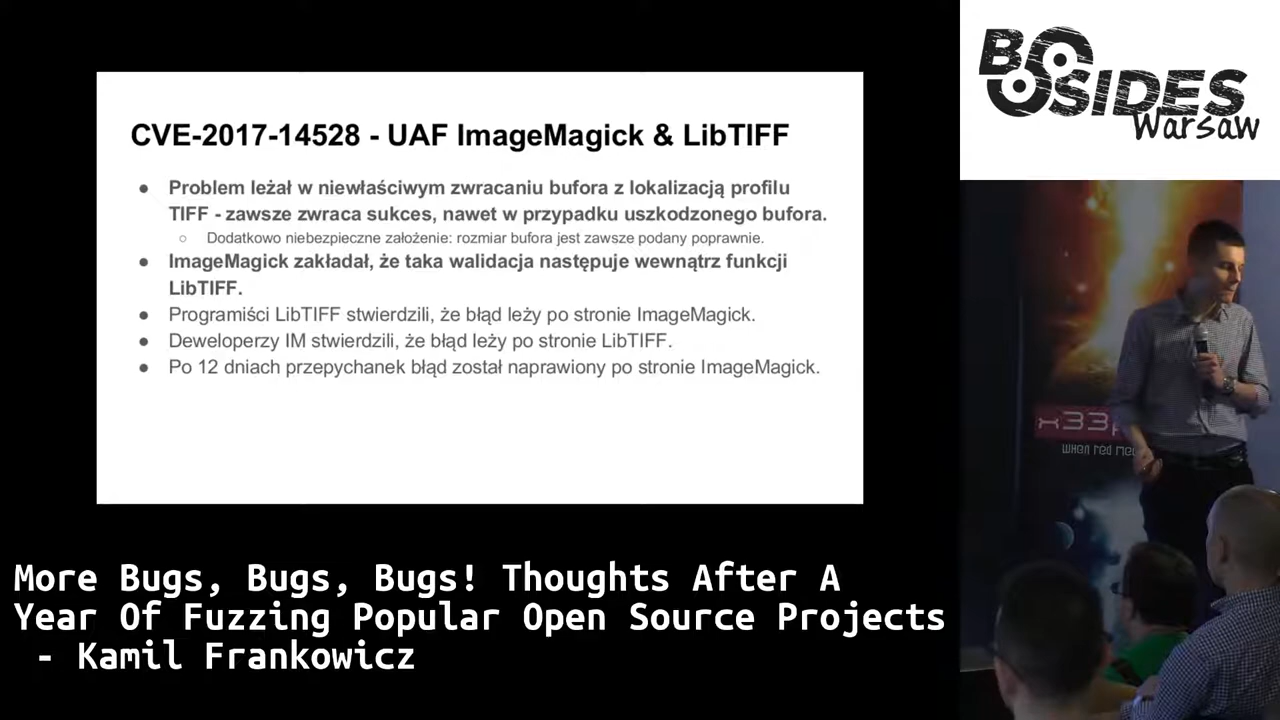 CVE-2017-14528 - UAF ImageMagick & LibTIFF
● Problem leżał w niewłaściwym zwracaniu bufora z lokalizacją profilu
TIFF - zawsze zwraca sukces, nawet w przypadku uszkodzonego bufora.
○ Dodatkowo niebezpieczne założenie: rozmiar bufora jest zawsze podany poprawnie.
● ImageMagick zakładał, że taka walidacja następuje wewnątrz funkcji
LibTIFF.
● Programiści LibTIFF stwierdzili, że błąd leży po stronie ImageMagick.
● Deweloperzy IM stwierdzili, że błąd leży po stronie LibTIFF.
● Po 12 dniach przepychanek błąd został naprawiony po stronie ImageMagick.
BSIDES
Warsaw
x33
When red
More Bugs, Bugs, Bugs! Thoughts After A
Year Of Fuzzing Popular Open Source Projects
- Kamil Frankowicz